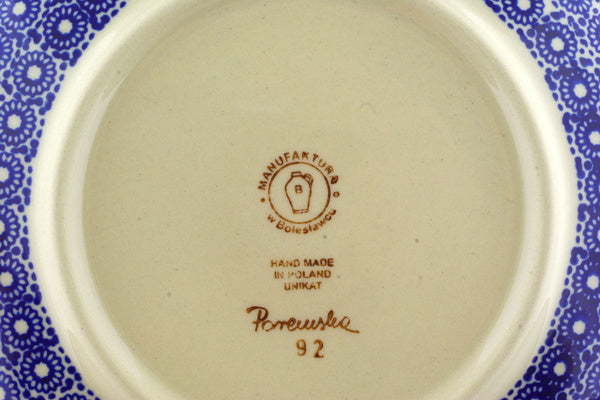 MANUFAKTURA
w Bolesławcu
B
HAND MADE
IN POLAND
UNIKAT
Porewska
92